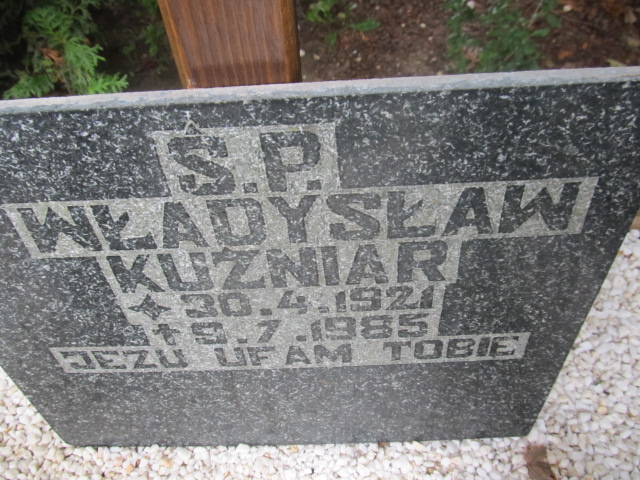 Ś.P.
WŁADYSŁAW
KUŹNIAR
✦ 30.4.1921
✝ 9.7.1985
JEZU UFAM TOBIE